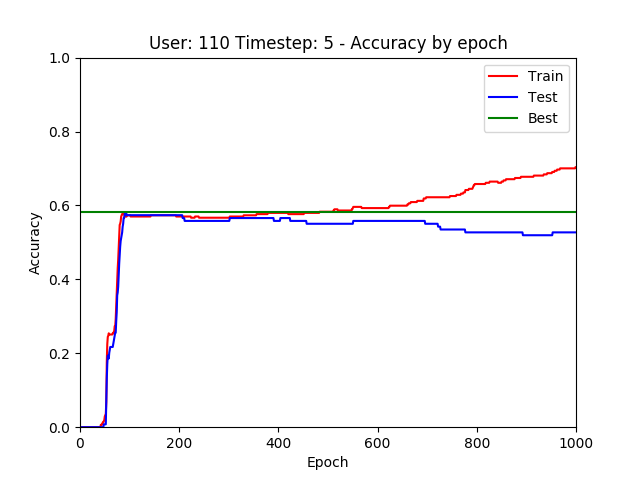 User: 110 Timestep: 5 - Accuracy by epoch
Train
Test
Best
1.0
0.8
0.6
0.4
0.2
0.0
Accuracy
0 200 400 600 800 1000
Epoch